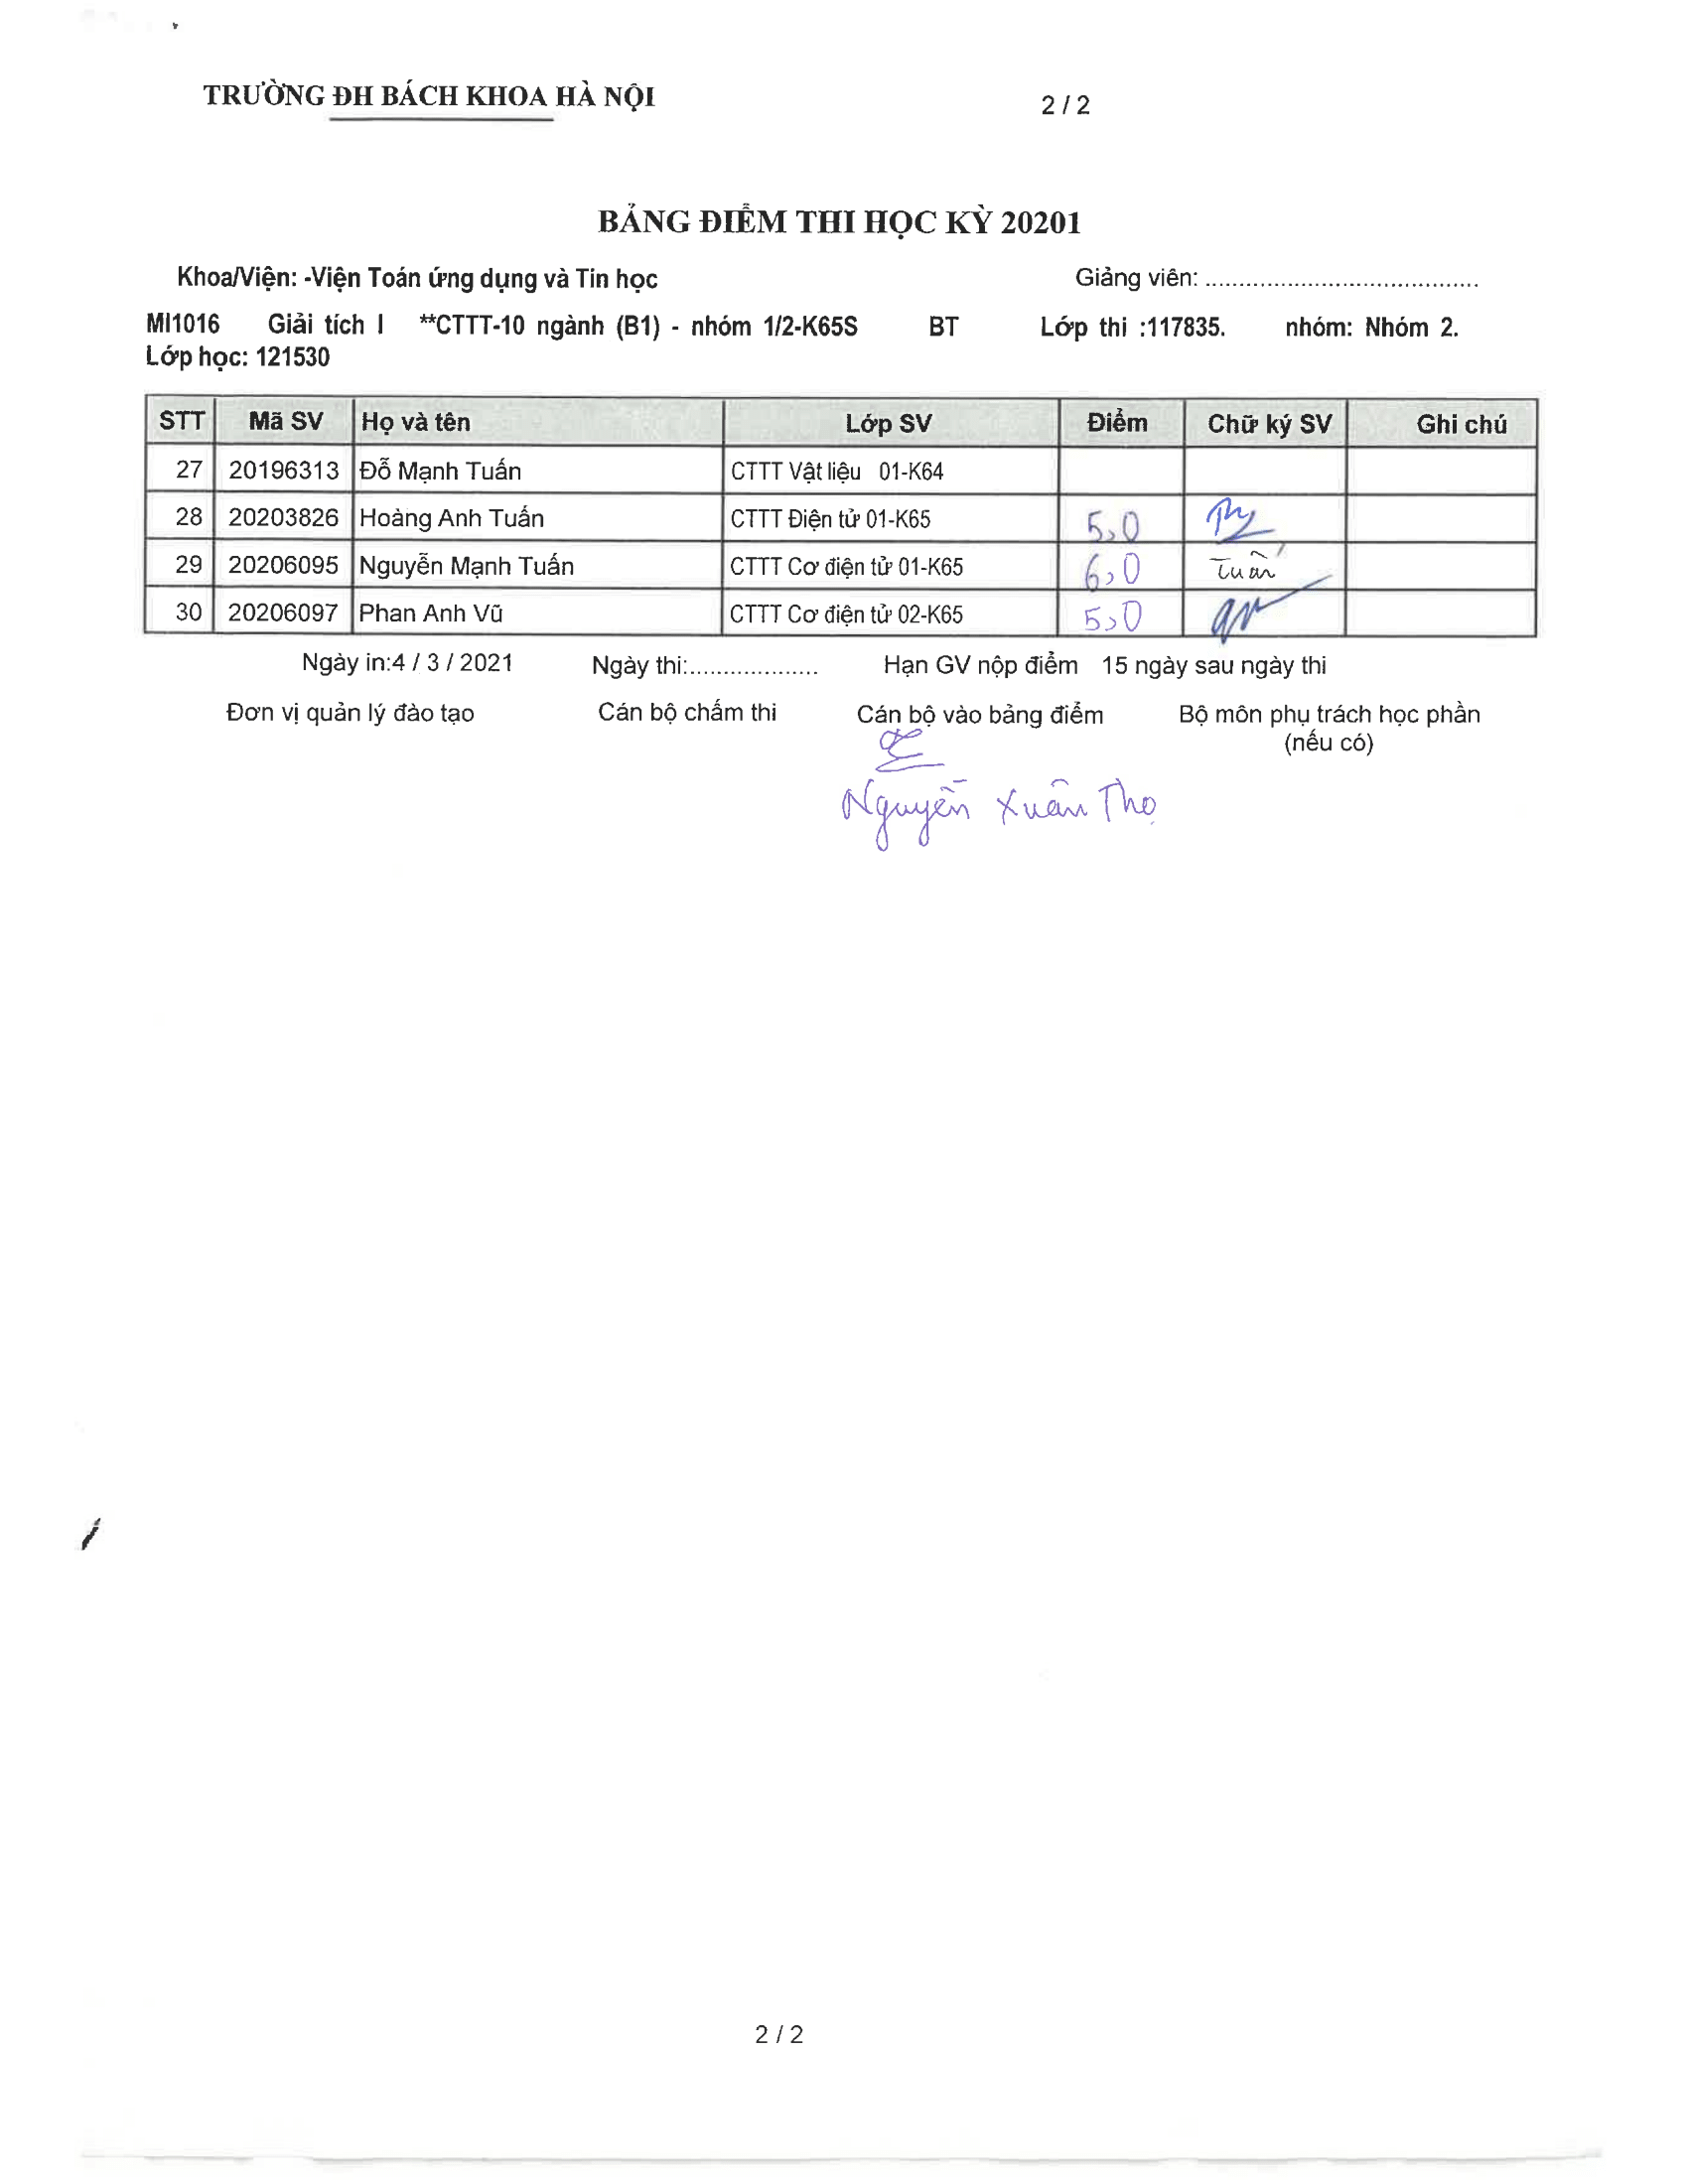 TRƯỜNG ĐH BÁCH KHOA HÀ NỘI 2 / 2
BẢNG ĐIỂM THI HỌC KỲ 20201
Khoa/Viện: -Viện Toán ứng dụng và Tin học Giảng viên: ........................................
MI1016 Giải tích I **CTTT-10 ngành (B1) - nhóm 1/2-K65S BT Lớp thi :117835. nhóm: Nhóm 2.
Lớp học: 121530
STT Mã SV Họ và tên Lớp SV Điểm Chữ ký SV Ghi chú
27 20196313 Đỗ Mạnh Tuấn CTTT Vật liệu 01-K64
28 20203826 Hoàng Anh Tuấn CTTT Điện tử 01-K65 5,0
29 20206095 Nguyễn Mạnh Tuấn CTTT Cơ điện tử 01-K65 6,0 Tuấn
30 20206097 Phan Anh Vũ CTTT Cơ điện tử 02-K65 5,0
Ngày in:4 / 3 / 2021 Ngày thi:................... Hạn GV nộp điểm 15 ngày sau ngày thi
Đơn vị quản lý đào tạo Cán bộ chấm thi Cán bộ vào bảng điểm Bộ môn phụ trách học phần
(nếu có)
Nguyễn Xuân Thọ
2 / 2